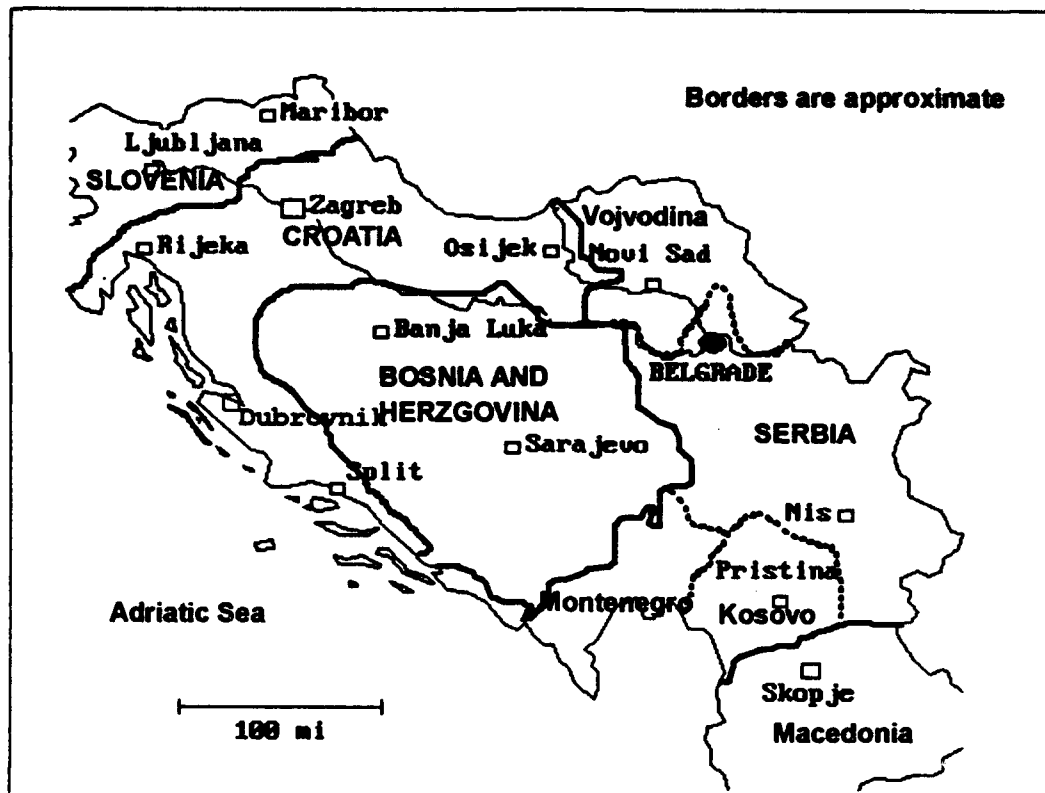 Borders are approximate
Maribor
Ljubljana
SLOVENIA
Zagreb
CROATIA
Vojvodina
Rijeka
Osijek
Novi Sad
Banja Luka
BELGRADE
BOSNIA AND
HERZGOVINA
Dubrovnik
SERBIA
Sarajevo
Split
Nis
Pristina
Adriatic Sea
Montenegro
Kosovo
Skopje
100 mi
Macedonia